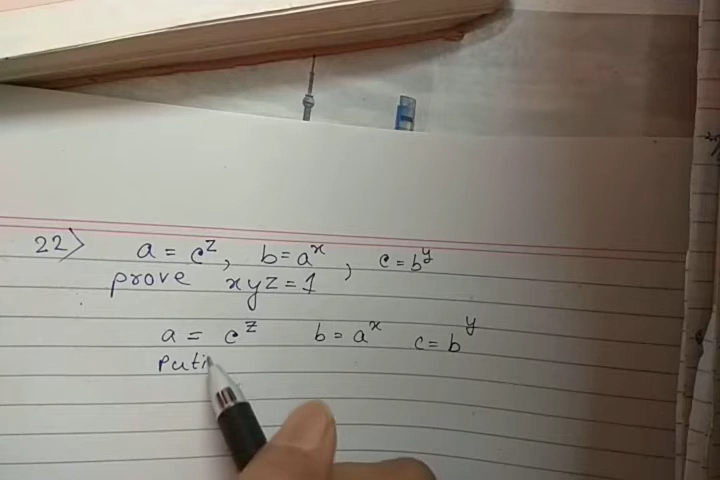 22> a = c^z, b = a^x, c = b^y
prove xyz = 1
a = c^z b = a^x c = b^y
Puti